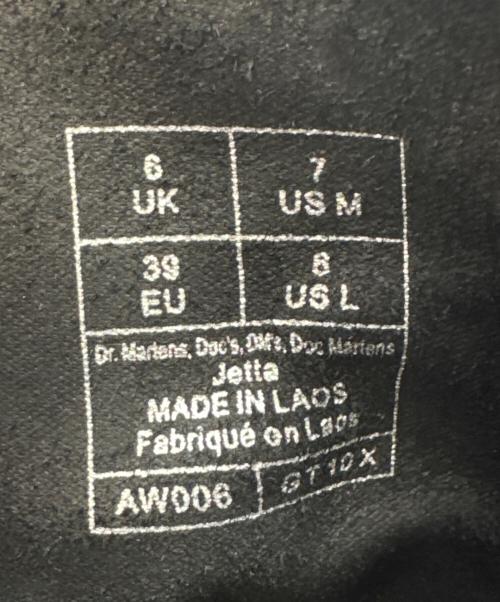 6
UK
7
US M
39
EU
8
US L
Dr. Martens, Doc's, DM's, Doc Martens
Jetta
MADE IN LAOS
Fabriqué en Laos
AW006
GT10X